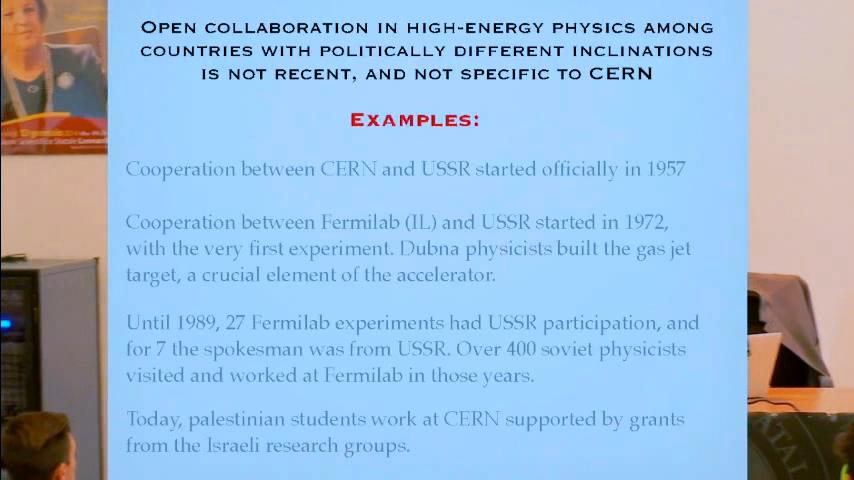 OPEN COLLABORATION IN HIGH-ENERGY PHYSICS AMONG
COUNTRIES WITH POLITICALLY DIFFERENT INCLINATIONS
IS NOT RECENT, AND NOT SPECIFIC TO CERN
EXAMPLES:
Cooperation between CERN and USSR started officially in 1957
Cooperation between Fermilab (IL) and USSR started in 1972,
with the very first experiment. Dubna physicists built the gas jet
target, a crucial element of the accelerator.
Until 1989, 27 Fermilab experiments had USSR participation, and
for 7 the spokesman was from USSR. Over 400 soviet physicists
visited and worked at Fermilab in those years.
Today, palestinian students work at CERN supported by grants
from the Israeli research groups.